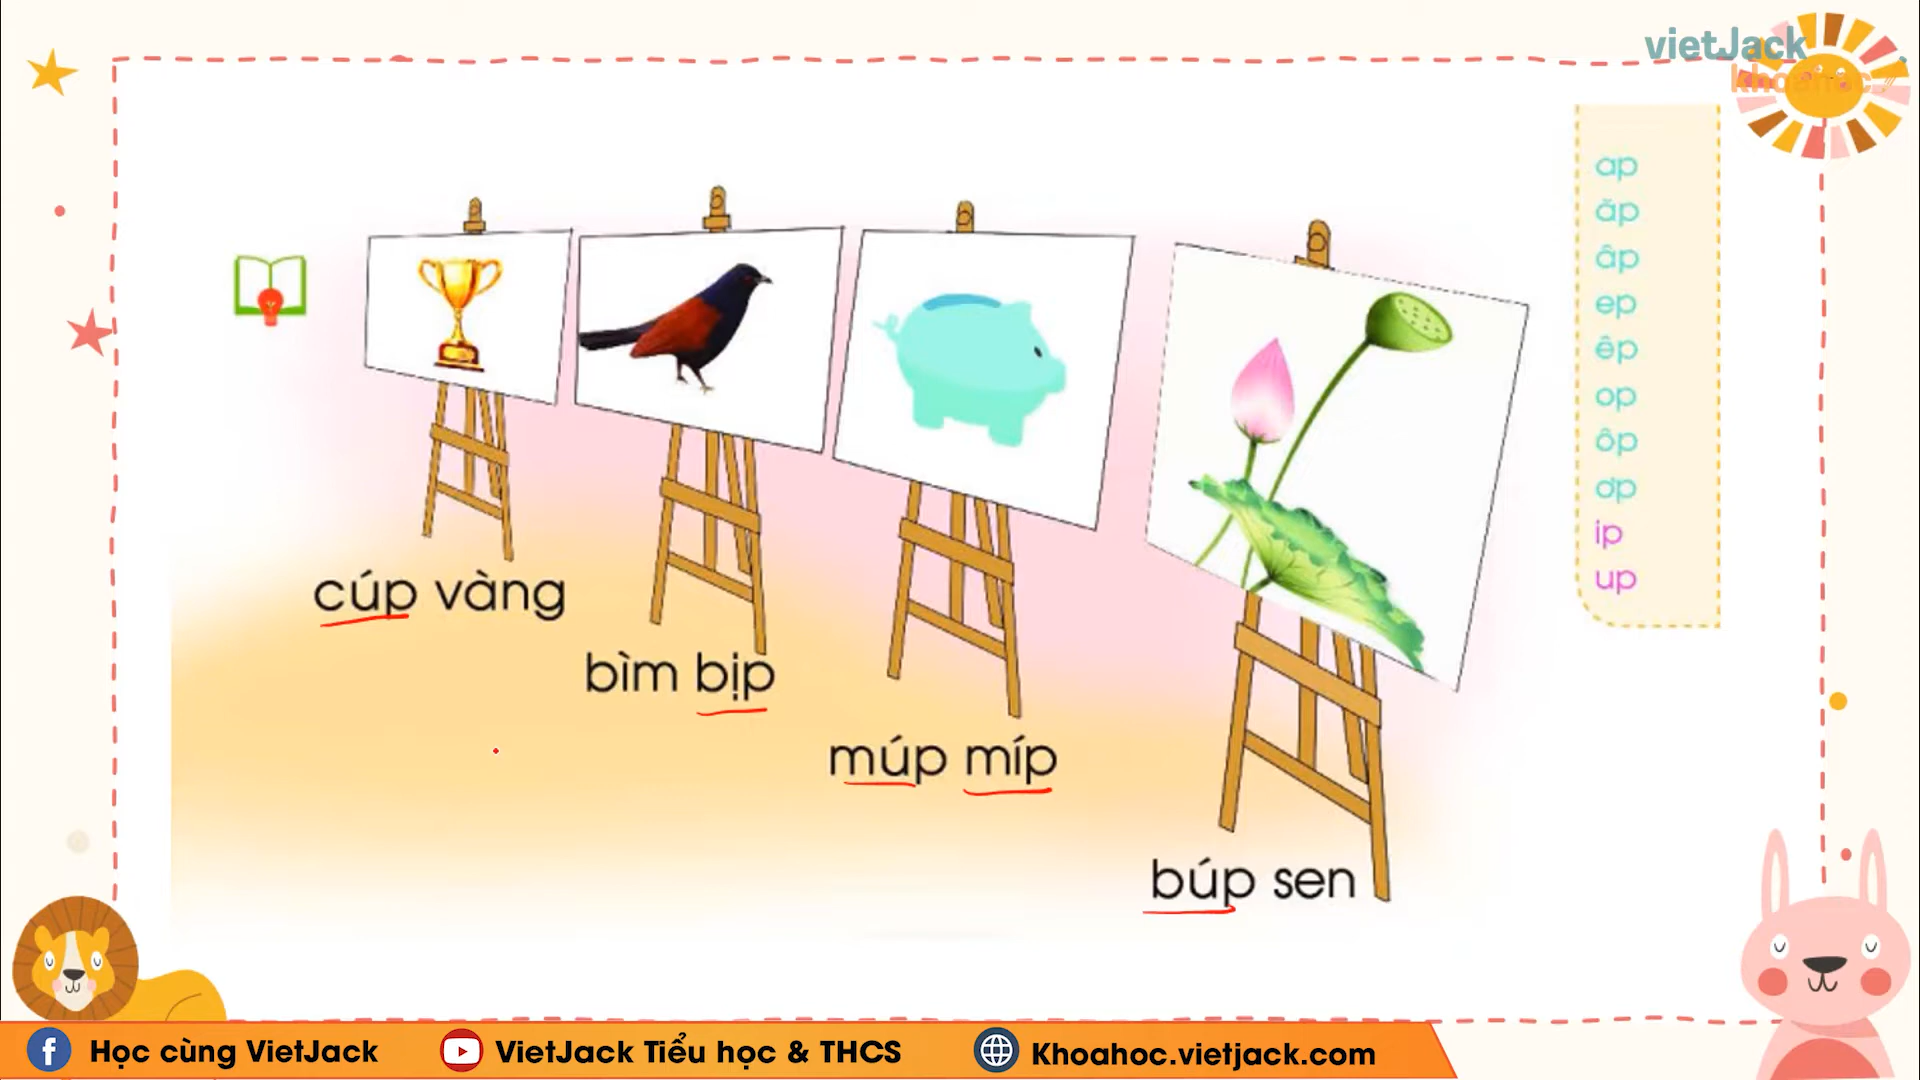 vietJack
khoahoc
ap
ăp
âp
ep
êp
op
ôp
ơp
ip
up
cúp vàng
bìm bịp
múp míp
búp sen
Học cùng VietJack
VietJack Tiểu học & THCS
Khoahoc.vietjack.com